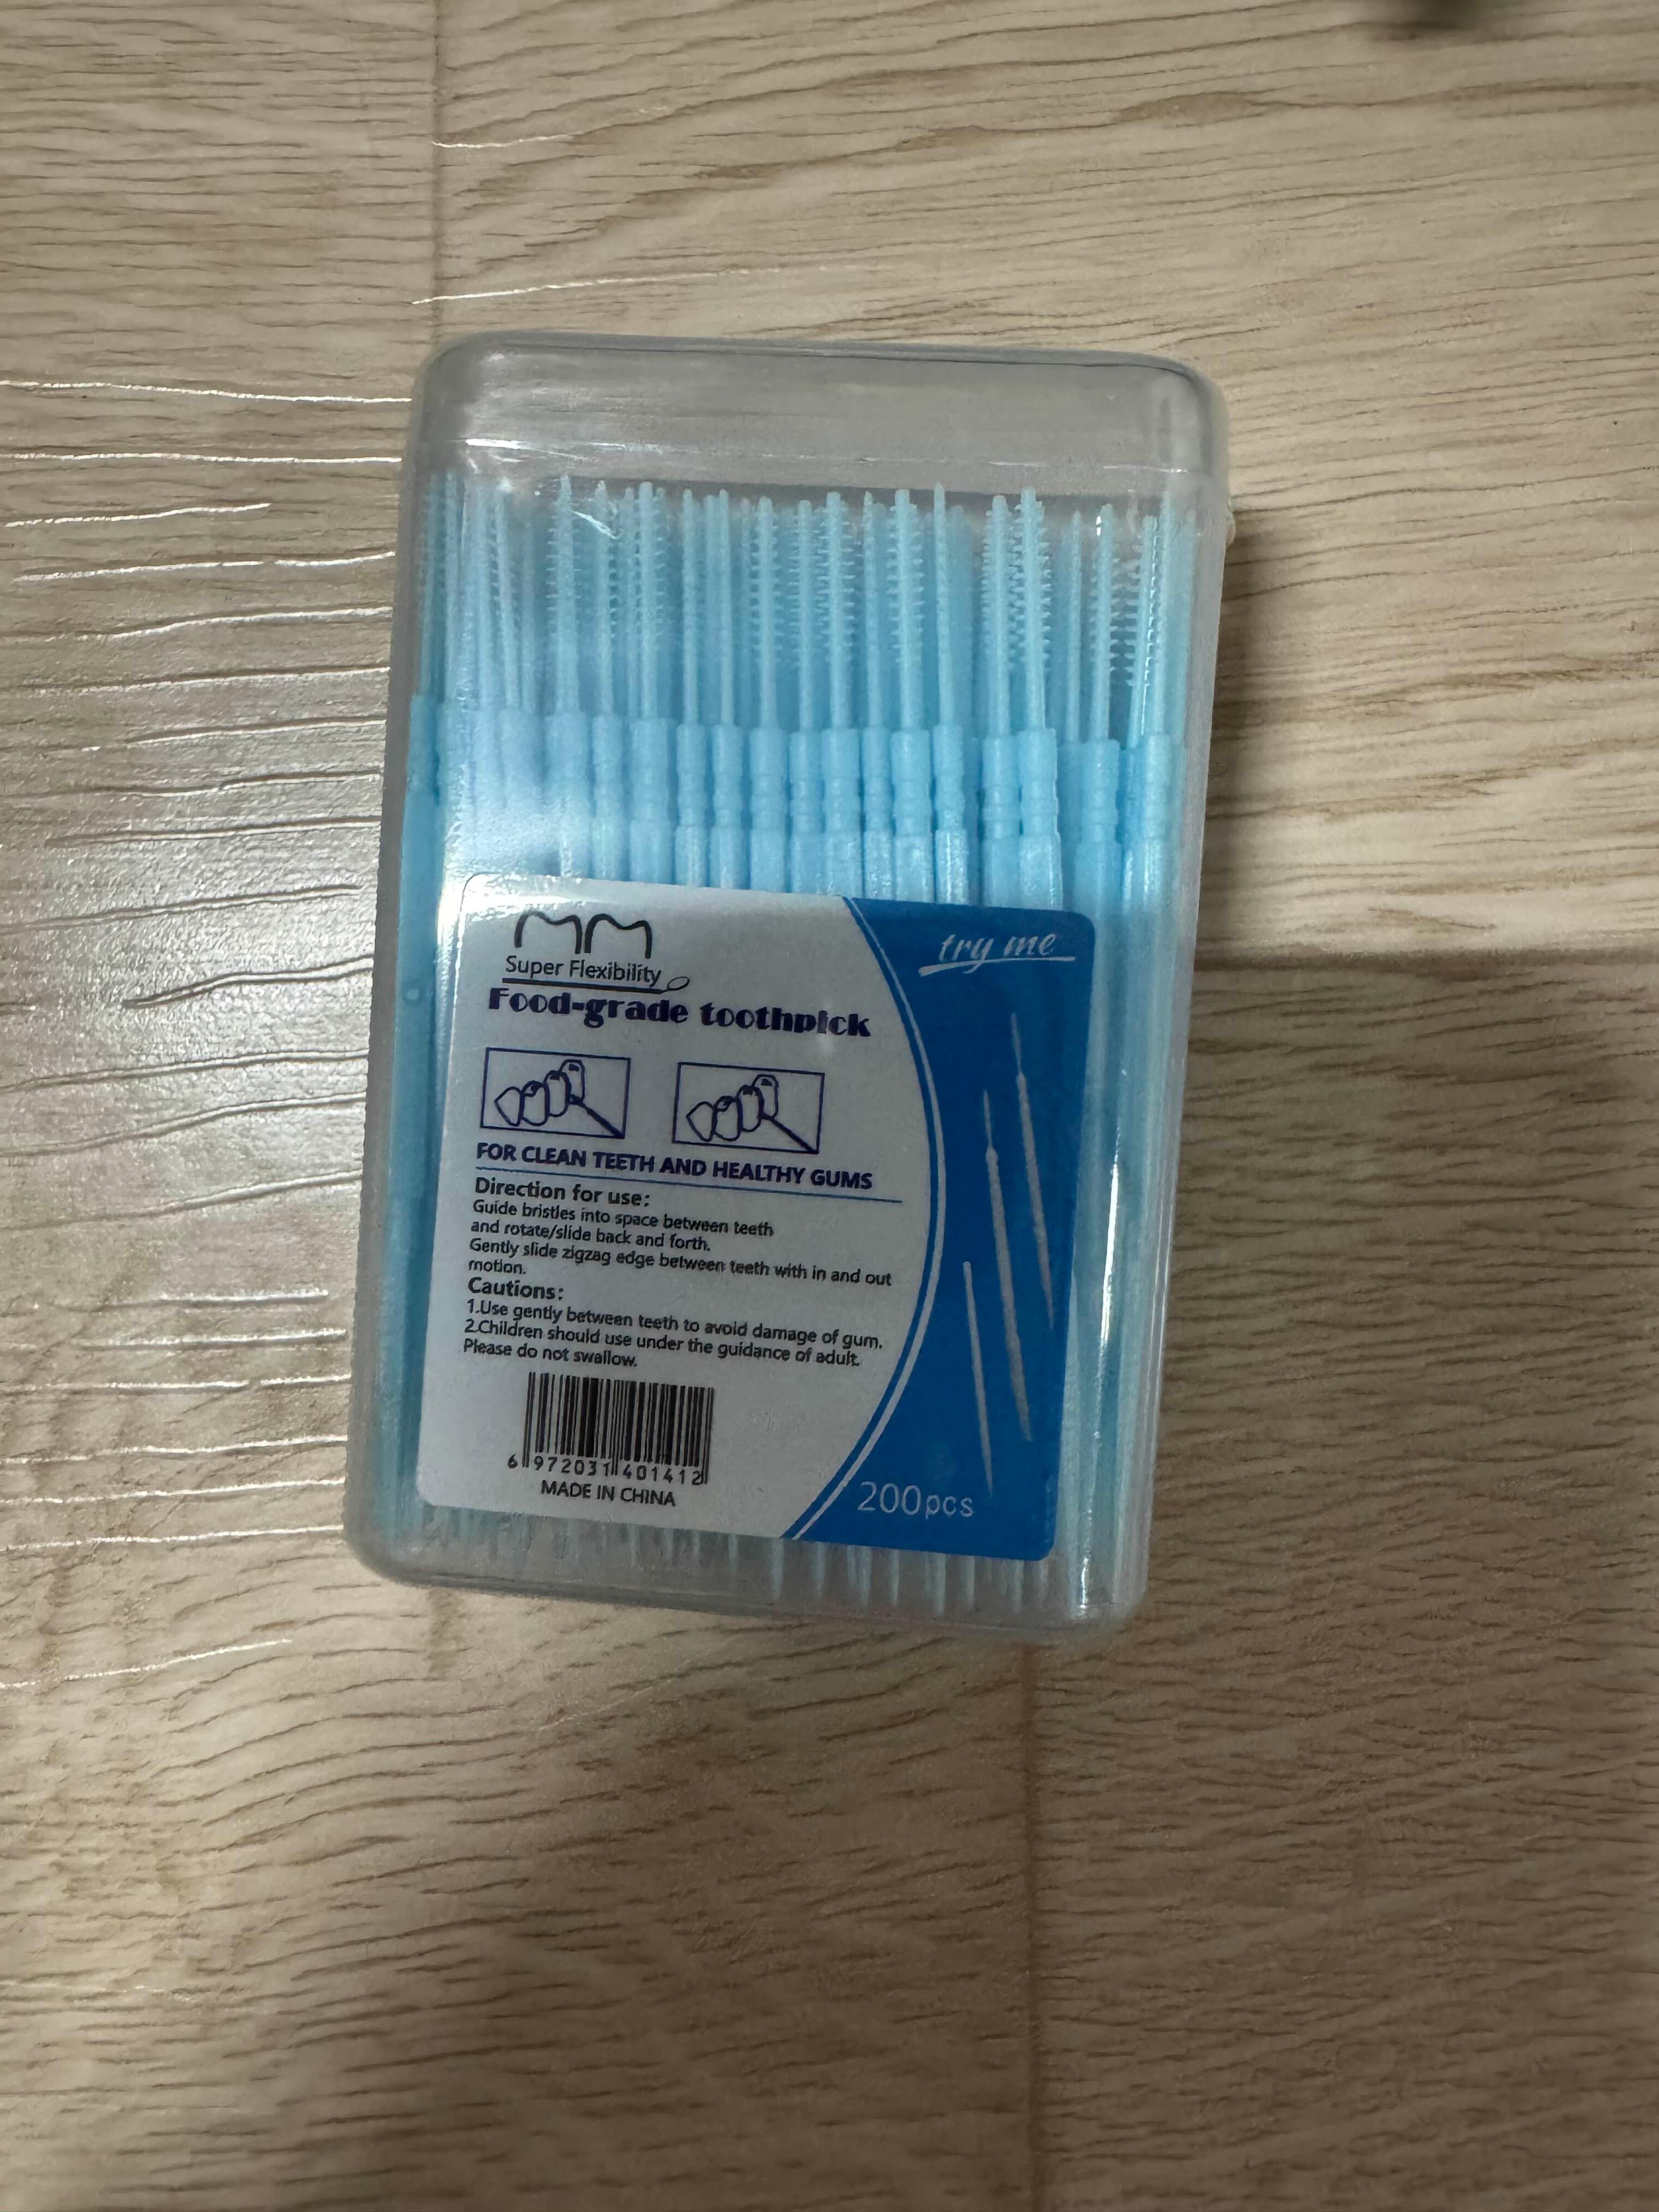 try me
Super Flexibility
Food-grade toothpick
FOR CLEAN TEETH AND HEALTHY GUMS
Direction for use:
Guide bristles into space between teeth
and rotate/slide back and forth.
Gently slide zigzag edge between teeth with in and out
motion.
Cautions:
1.Use gently between teeth to avoid damage of gum.
2.Children should use under the guidance of adult.
Please do not swallow.
6 972031 401412
MADE IN CHINA
200pcs